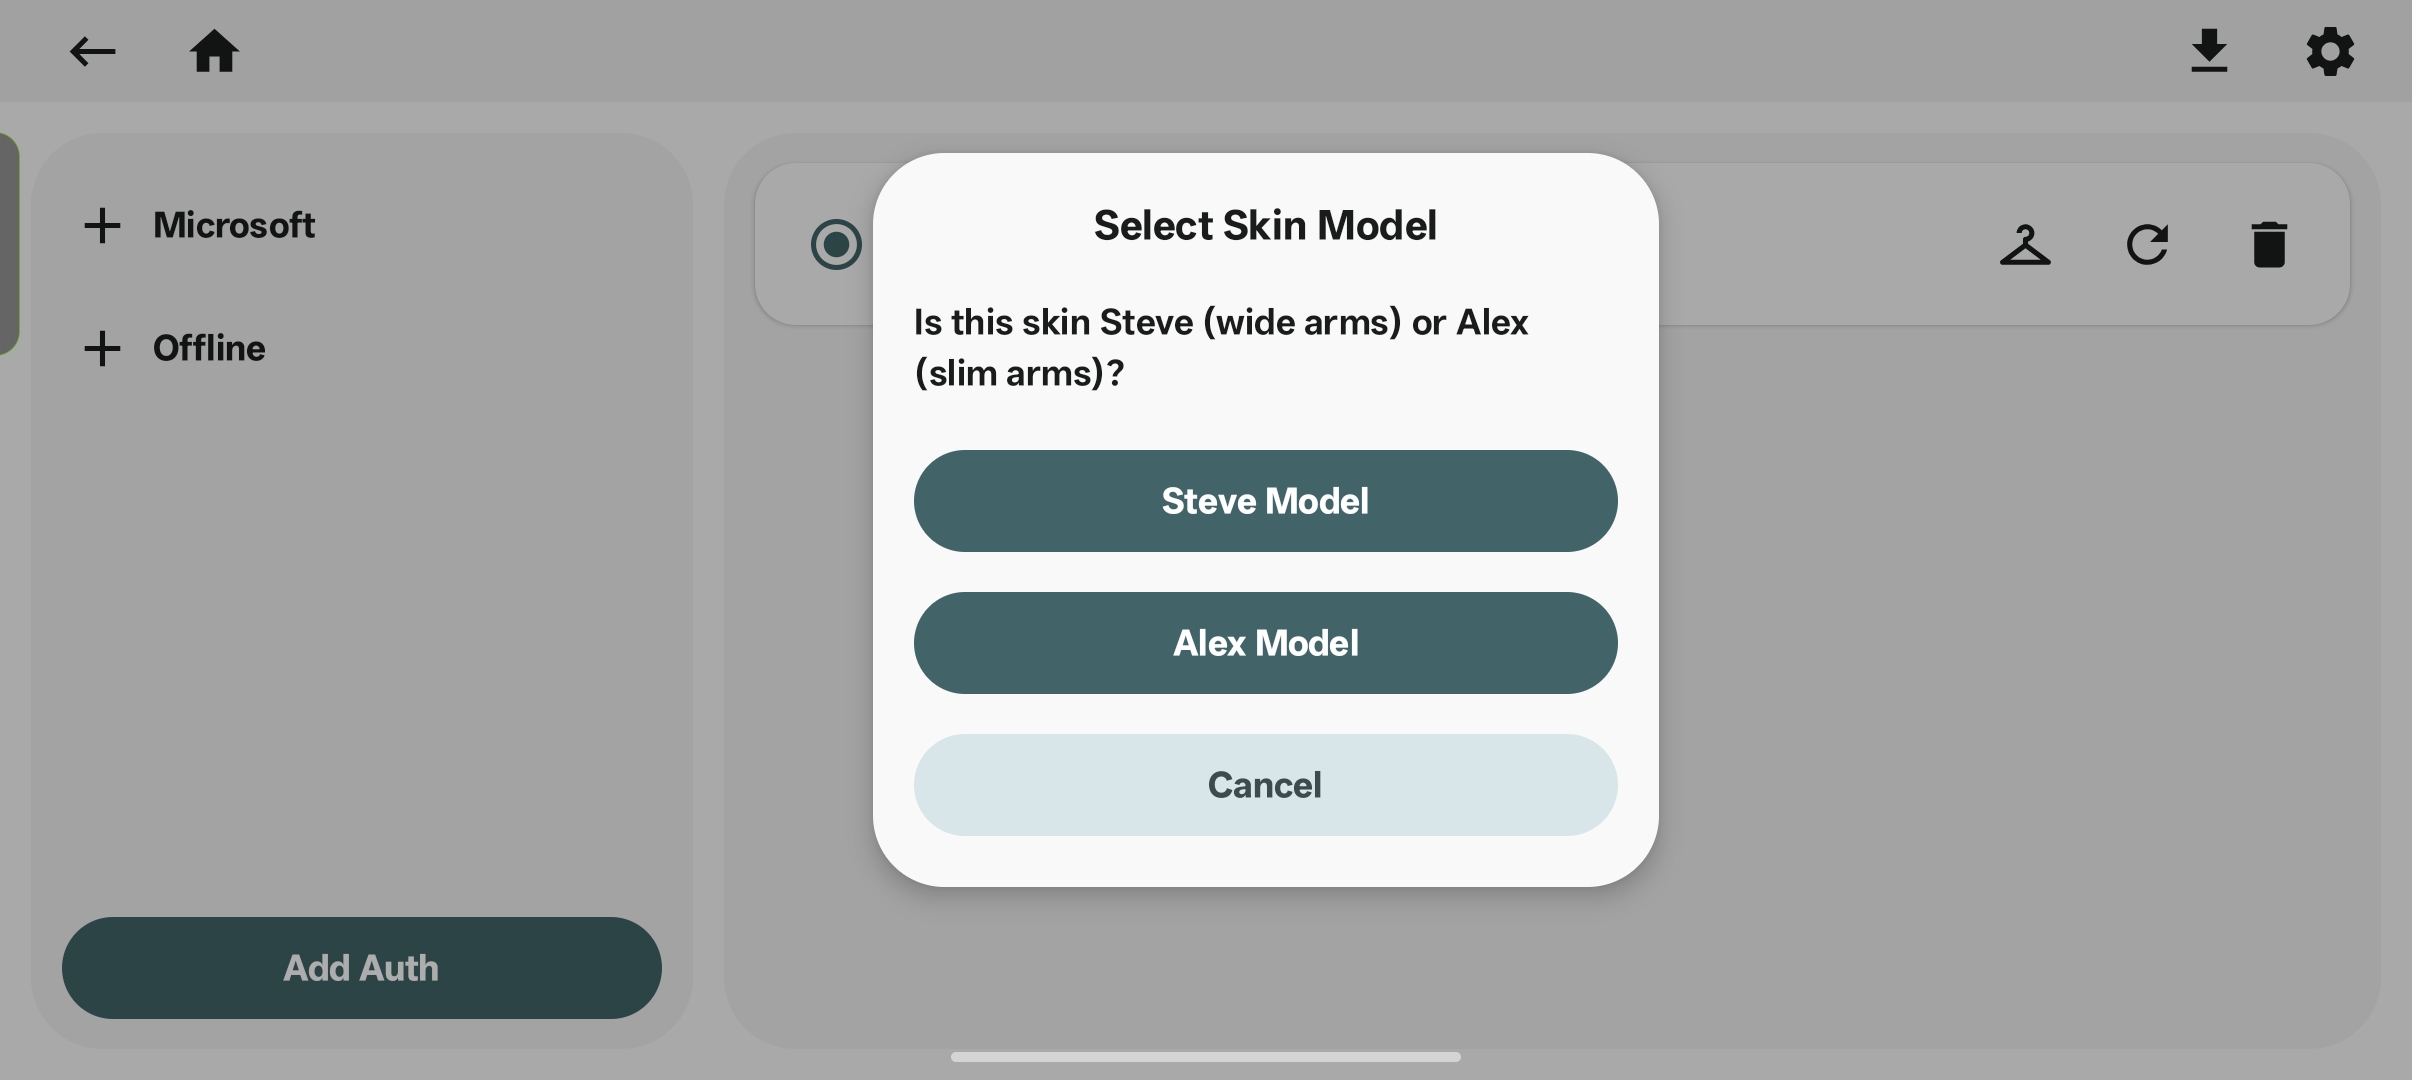 Microsoft
Offline
Add Auth
Select Skin Model
Is this skin Steve (wide arms) or Alex
(slim arms)?
Steve Model
Alex Model
Cancel